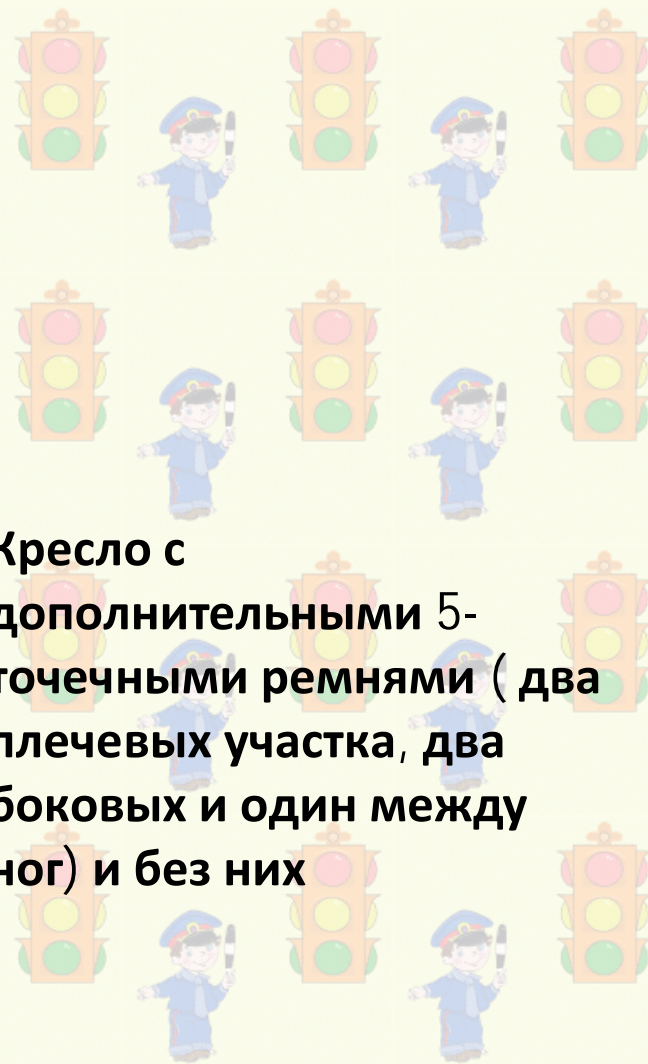 Кресло с
дополнительными 5-
точечными ремнями ( два
плечевых участка, два
боковых и один между
ног) и без них